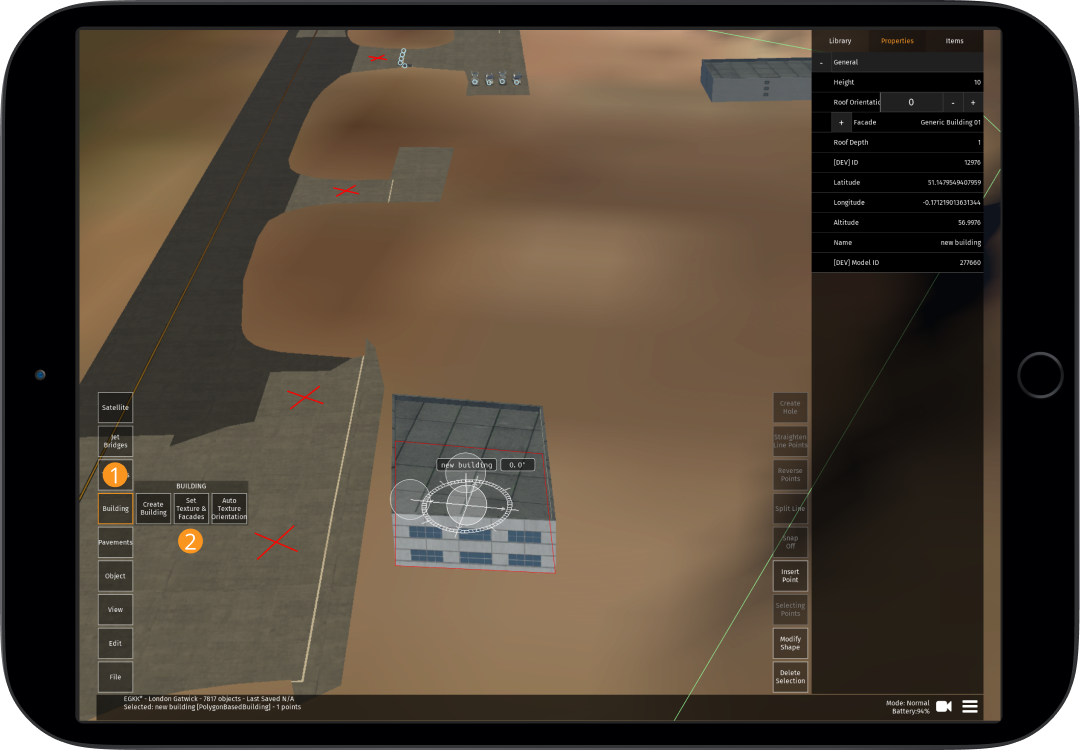 Library
Properties
Items
- General
Height 10
Roof Orientatic 0 - +
+ Facade Generic Building 01
Roof Depth 1
[DEV] ID 12976
Latitude 51.1479549407959
Longitude -0.171219013631344
Altitude 56.9976
Name new building
[DEV] Model ID 277660
Satellite
Jet
Bridges
1
BUILDING
Building
Create
Building
Set
Texture &
Facades
Auto
Texture
Orientation
2
Pavements
Object
View
Edit
File
new building
0.0°
Create
Hole
Straighten
Line Points
Reverse
Points
Split Line
Snap
Off
Insert
Point
Selecting
Points
Modify
Shape
Delete
Selection
EGKK* - London Gatwick - 7817 objects - Last Saved N/A
Selected: new building [PolygonBasedBuilding] - 1 points
Mode: Normal
Battery:94%